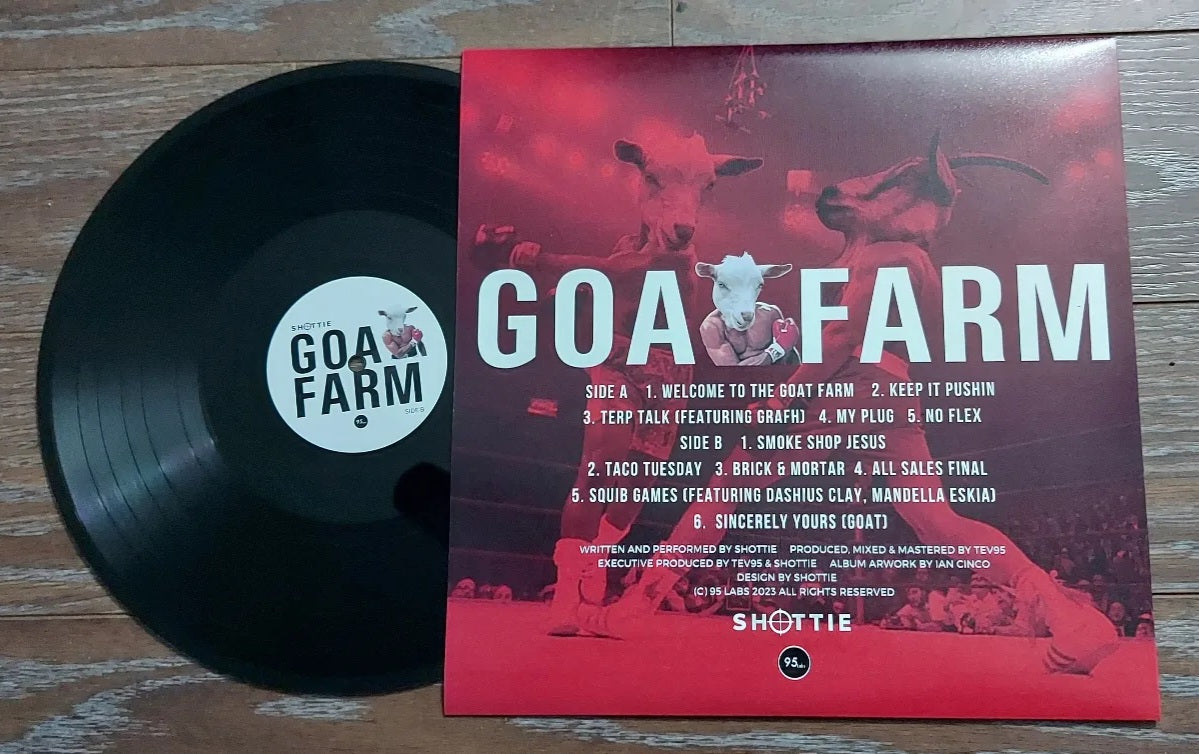 SHOTTIE
GOA
FARM
SIDE B
95
GOA FARM
SIDE A 1. WELCOME TO THE GOAT FARM 2. KEEP IT PUSHIN
3. TERP TALK (FEATURING GRAFH) 4. MY PLUG 5. NO FLEX
SIDE B 1. SMOKE SHOP JESUS
2. TACO TUESDAY 3. BRICK & MORTAR 4. ALL SALES FINAL
5. SQUIB GAMES (FEATURING DASHIUS CLAY, MANDELLA ESKIA)
6. SINCERELY YOURS (GOAT)
WRITTEN AND PERFORMED BY SHOTTIE PRODUCED, MIXED & MASTERED BY TEV95
EXECUTIVE PRODUCED BY TEV95 & SHOTTIE ALBUM ARWORK BY IAN CINCO
DESIGN BY SHOTTIE
(C) 95 LABS 2023 ALL RIGHTS RESERVED
SHOTTIE
95 labs